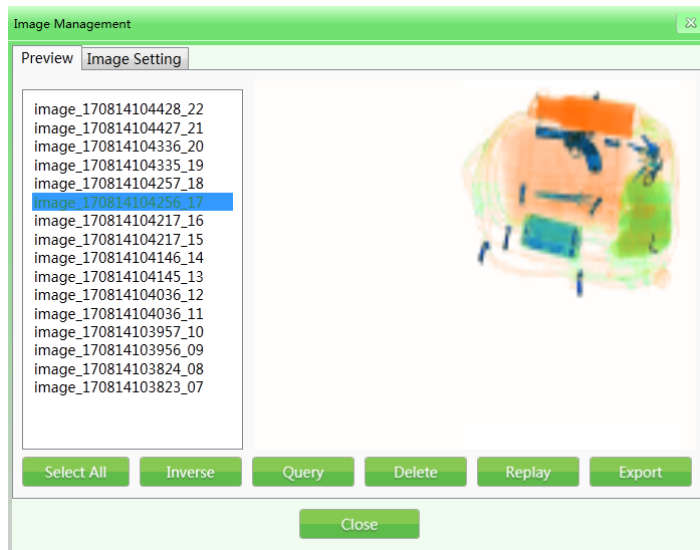 Image Management
Preview
Image Setting
image_170814104428_22
image_170814104427_21
image_170814104336_20
image_170814104335_19
image_170814104257_18
image_170814104256_17
image_170814104217_16
image_170814104217_15
image_170814104146_14
image_170814104145_13
image_170814104036_12
image_170814104036_11
image_170814103957_10
image_170814103956_09
image_170814103824_08
image_170814103823_07
Select All
Inverse
Query
Delete
Replay
Export
Close